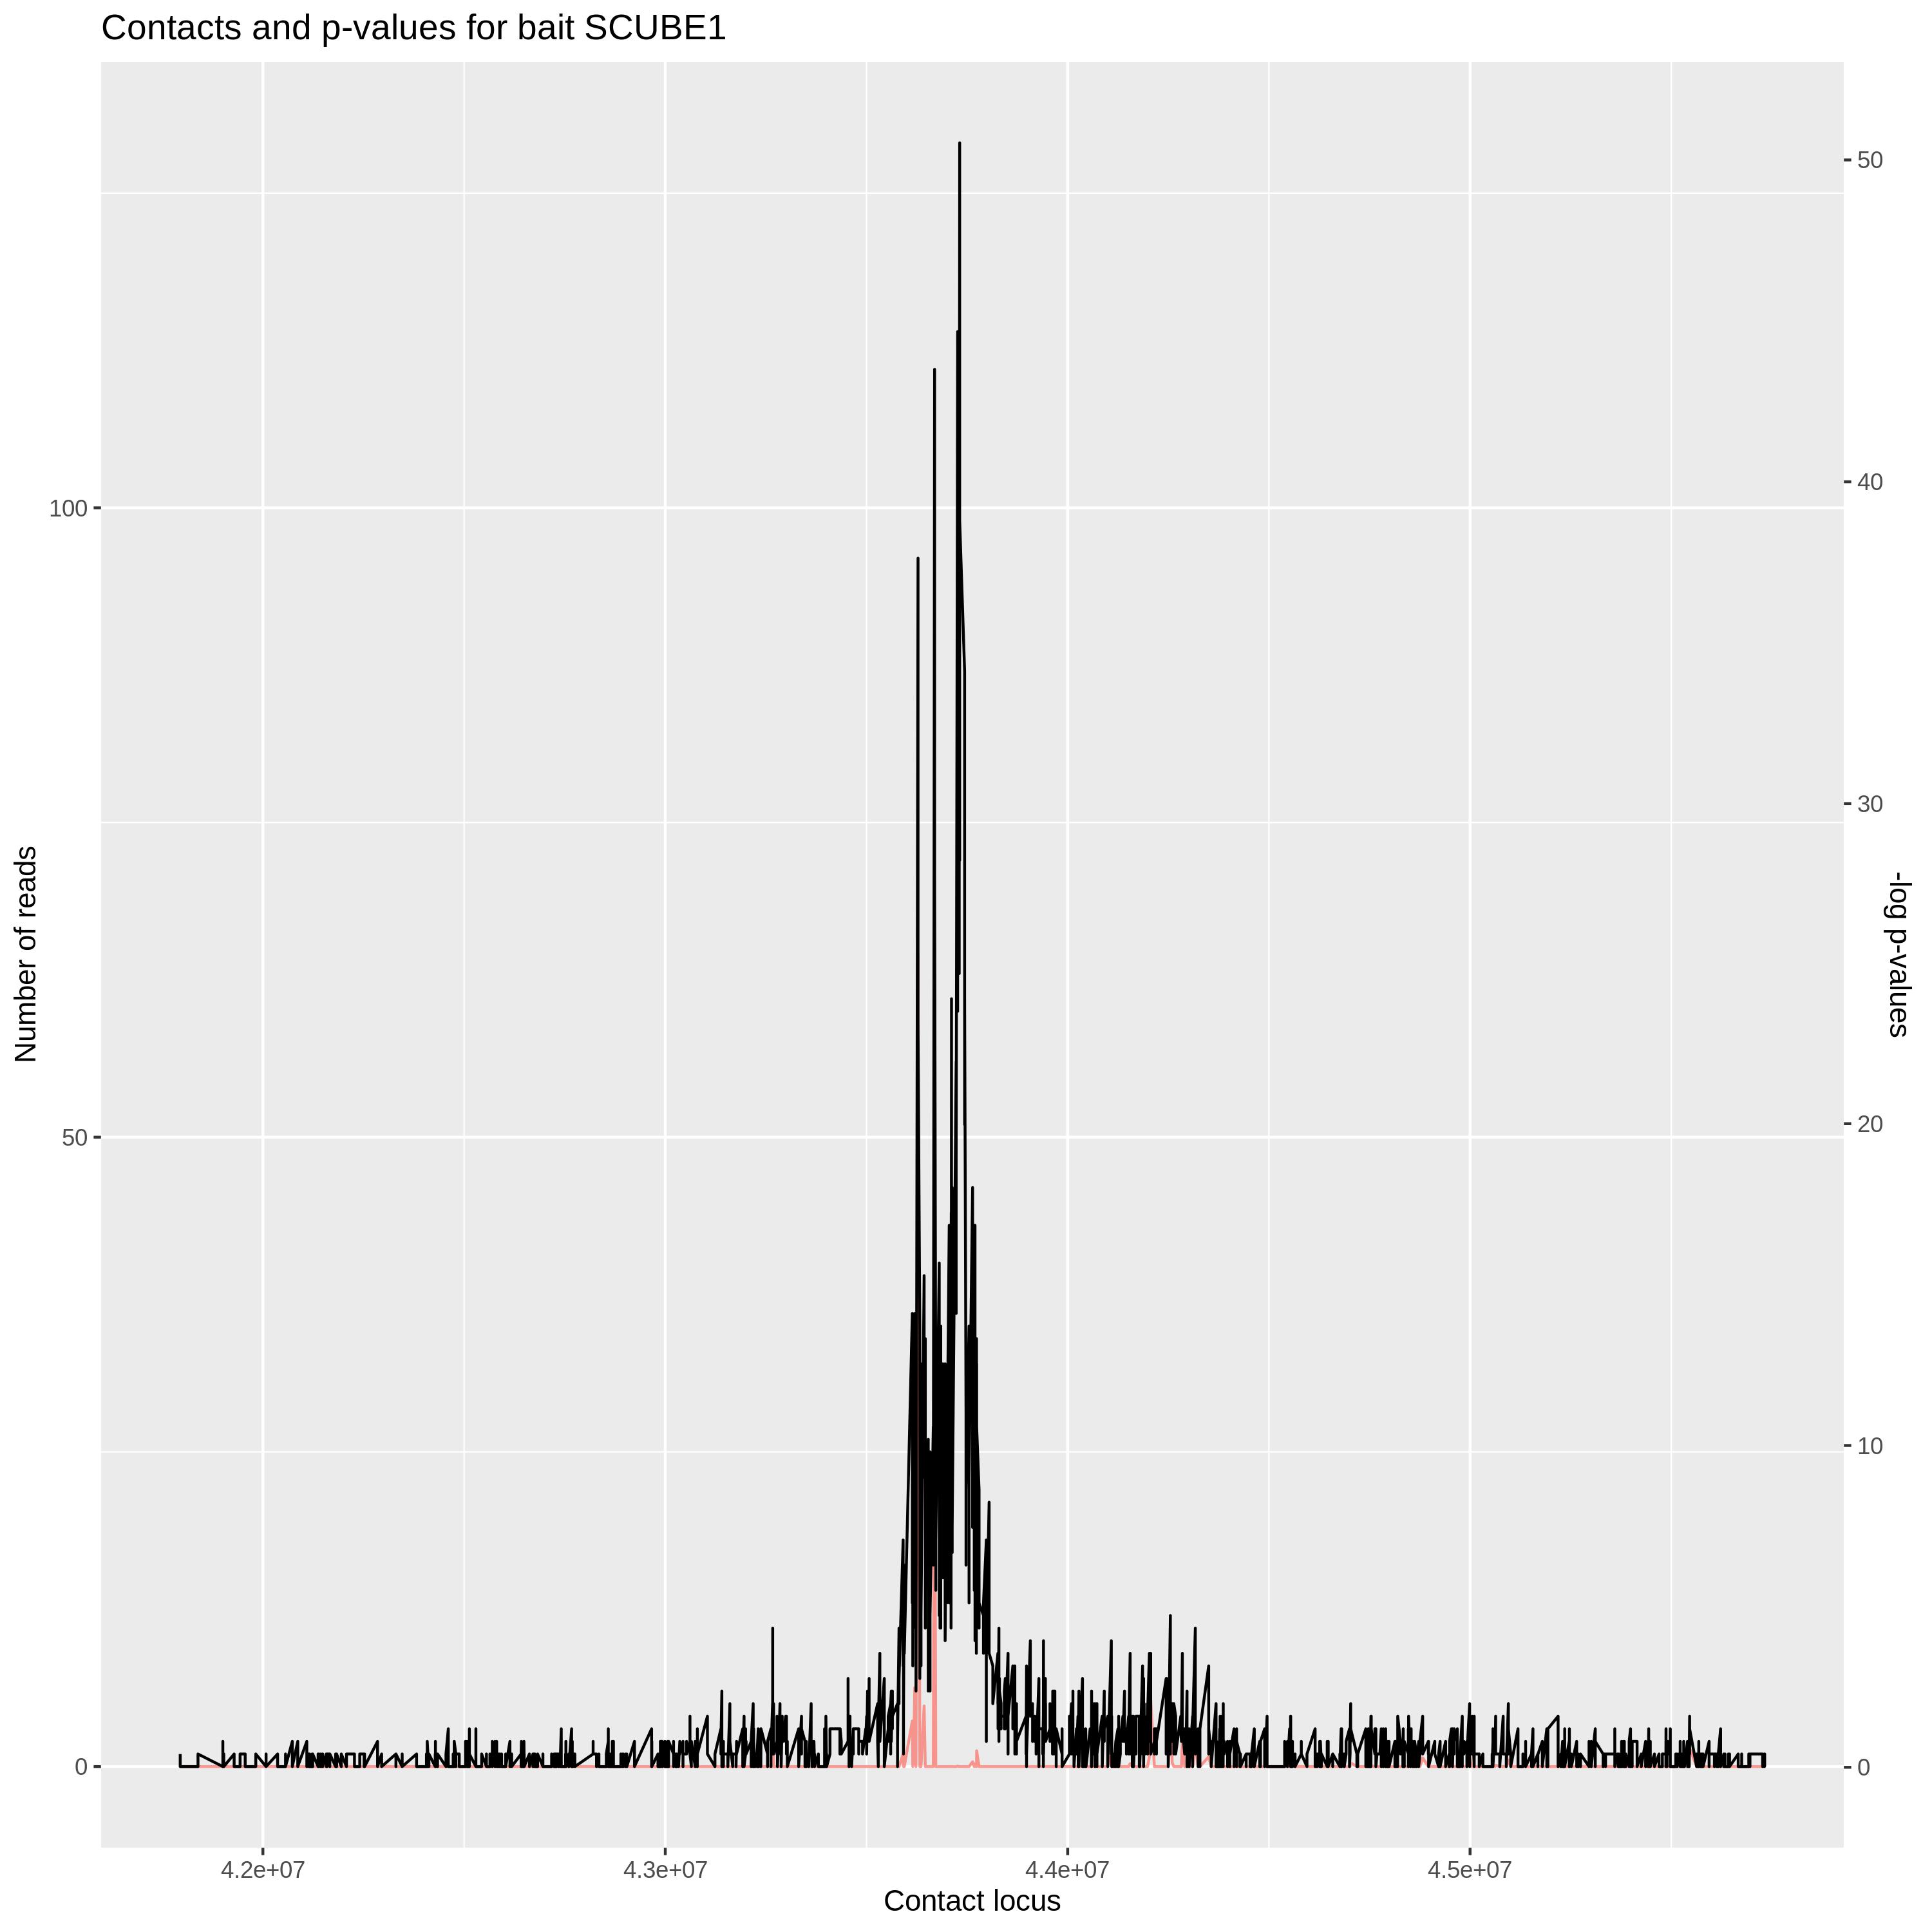 Contacts and p-values for bait SCUBE1
Number of reads
100
50
0
50
40
30
20
10
0
-log p-values
4.2e+07
4.3e+07
4.4e+07
4.5e+07
Contact locus